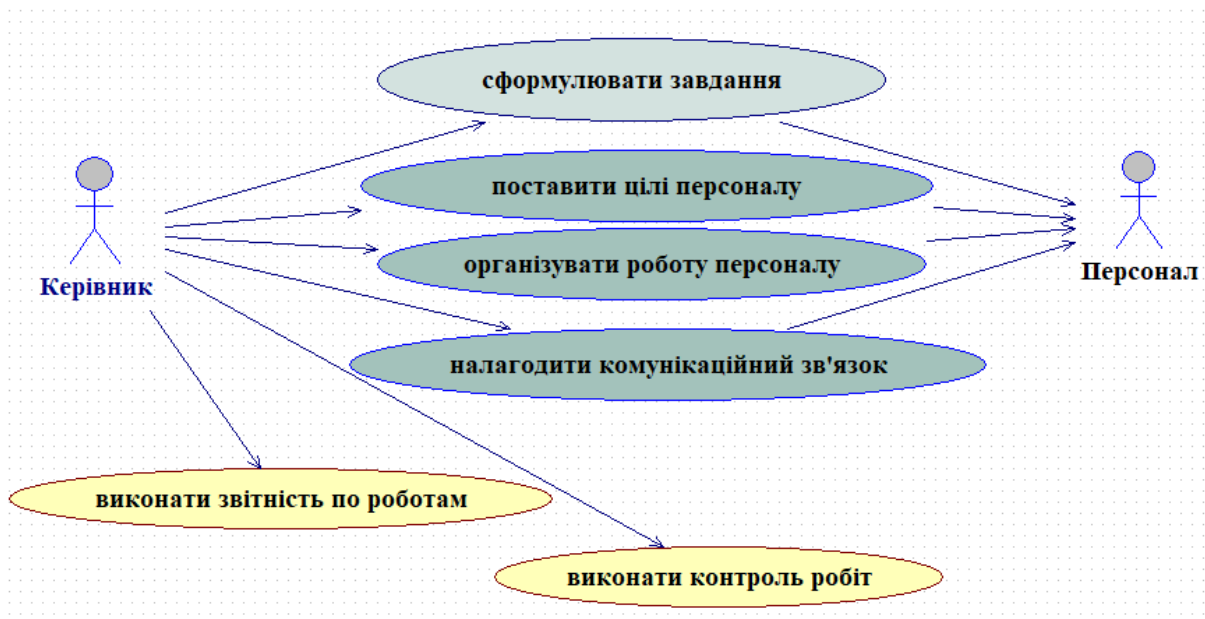 сформулювати завдання
поставити цілі персоналу
організувати роботу персоналу
Керівник
Персонал
налагодити комунікаційний зв'язок
виконати звітність по роботам
виконати контроль робіт